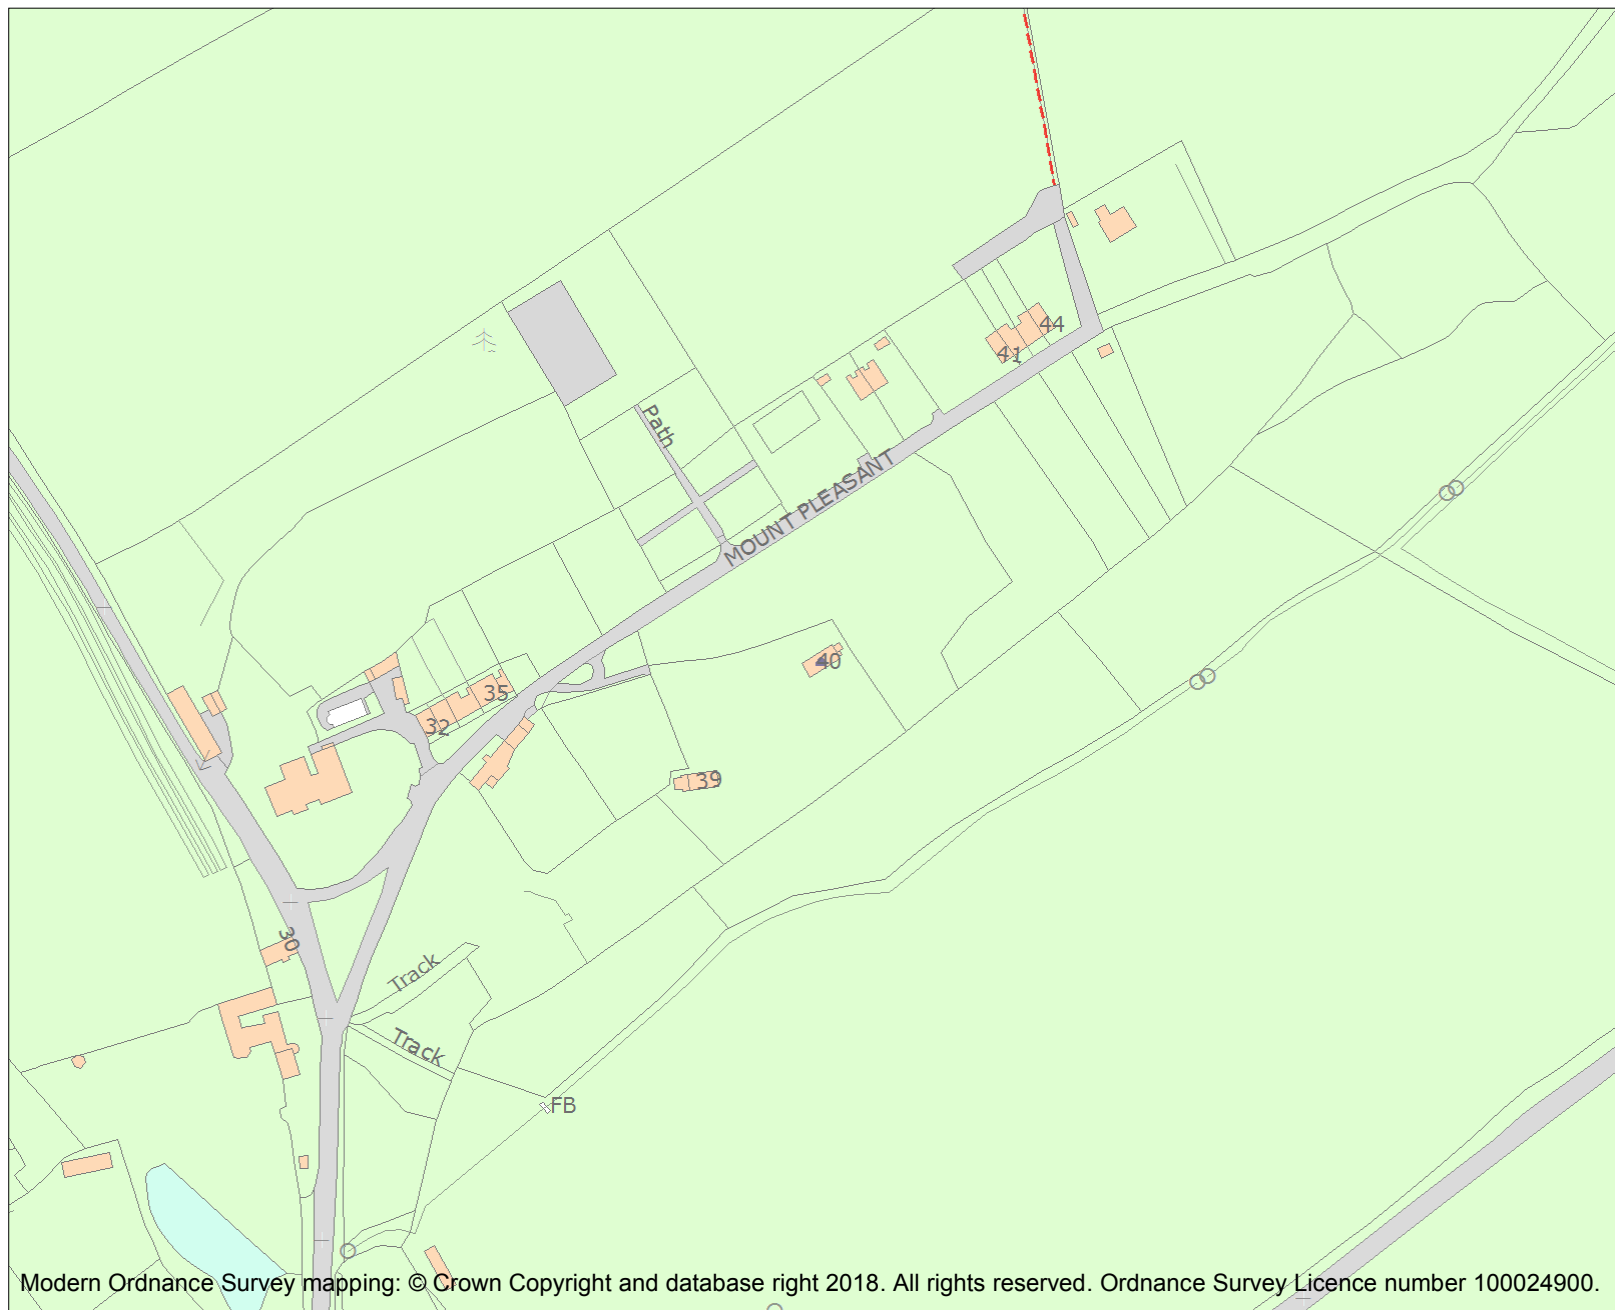 44
41
Path
MOUNT PLEASANT
40
35
32
39
30
Track
Track
FB
Modern Ordnance Survey mapping: © Crown Copyright and database right 2018. All rights reserved. Ordnance Survey Licence number 100024900.